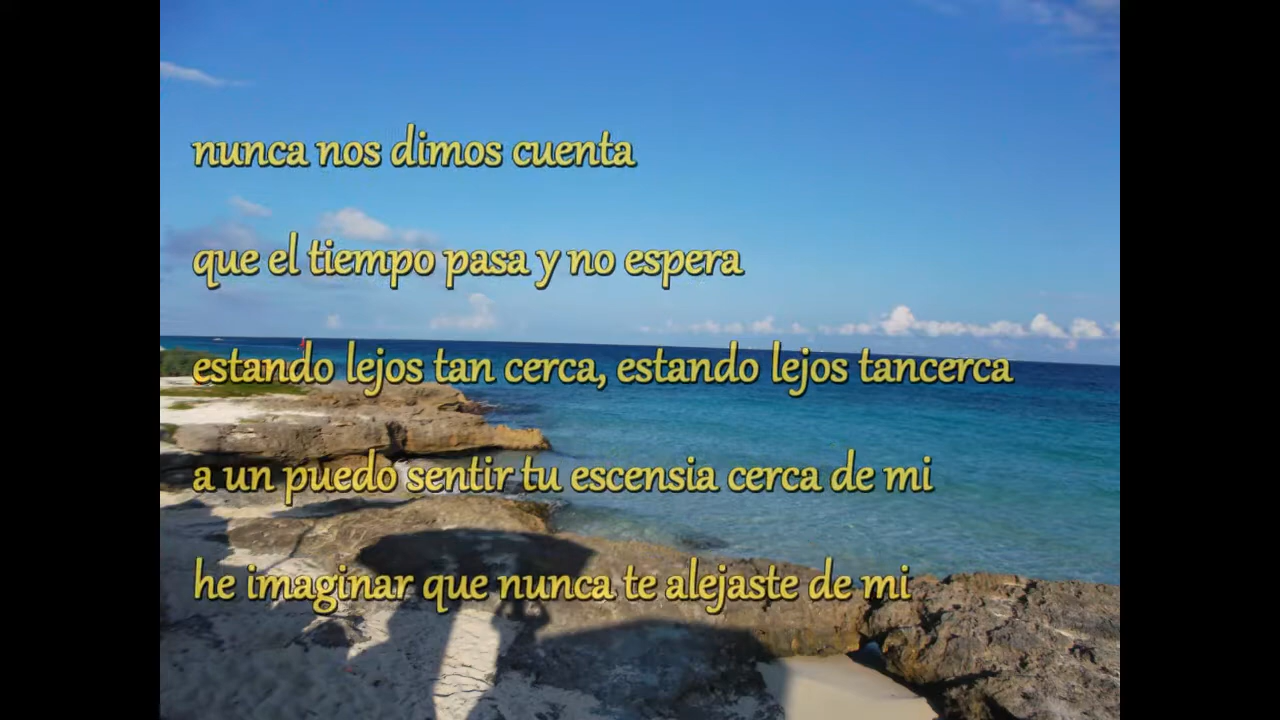 nunca nos dimos cuenta
que el tiempo pasa y no espera
estando lejos tan cerca, estando lejos tancerca
a un puedo sentir tu escensia cerca de mi
he imaginar que nunca te alejaste de mi